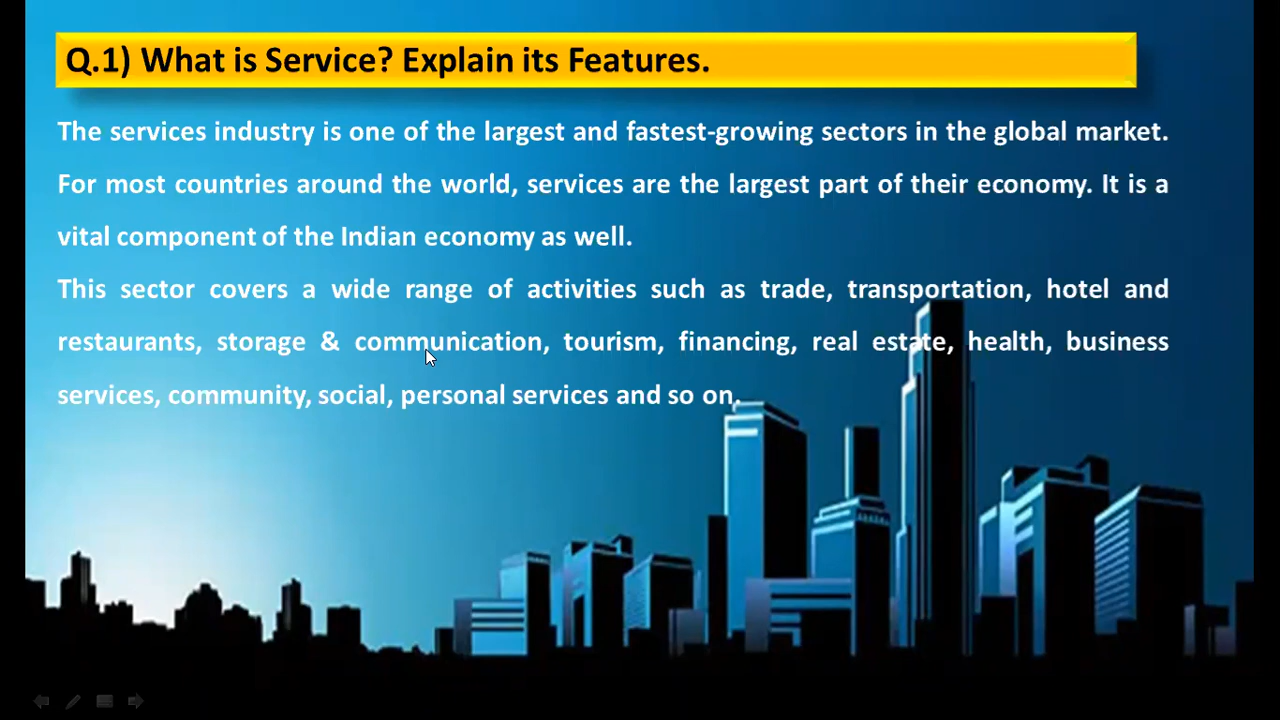 Q.1) What is Service? Explain its Features.
The services industry is one of the largest and fastest-growing sectors in the global market.
For most countries around the world, services are the largest part of their economy. It is a
vital component of the Indian economy as well.
This sector covers a wide range of activities such as trade, transportation, hotel and
restaurants, storage & communication, tourism, financing, real estate, health, business
services, community, social, personal services and so on.